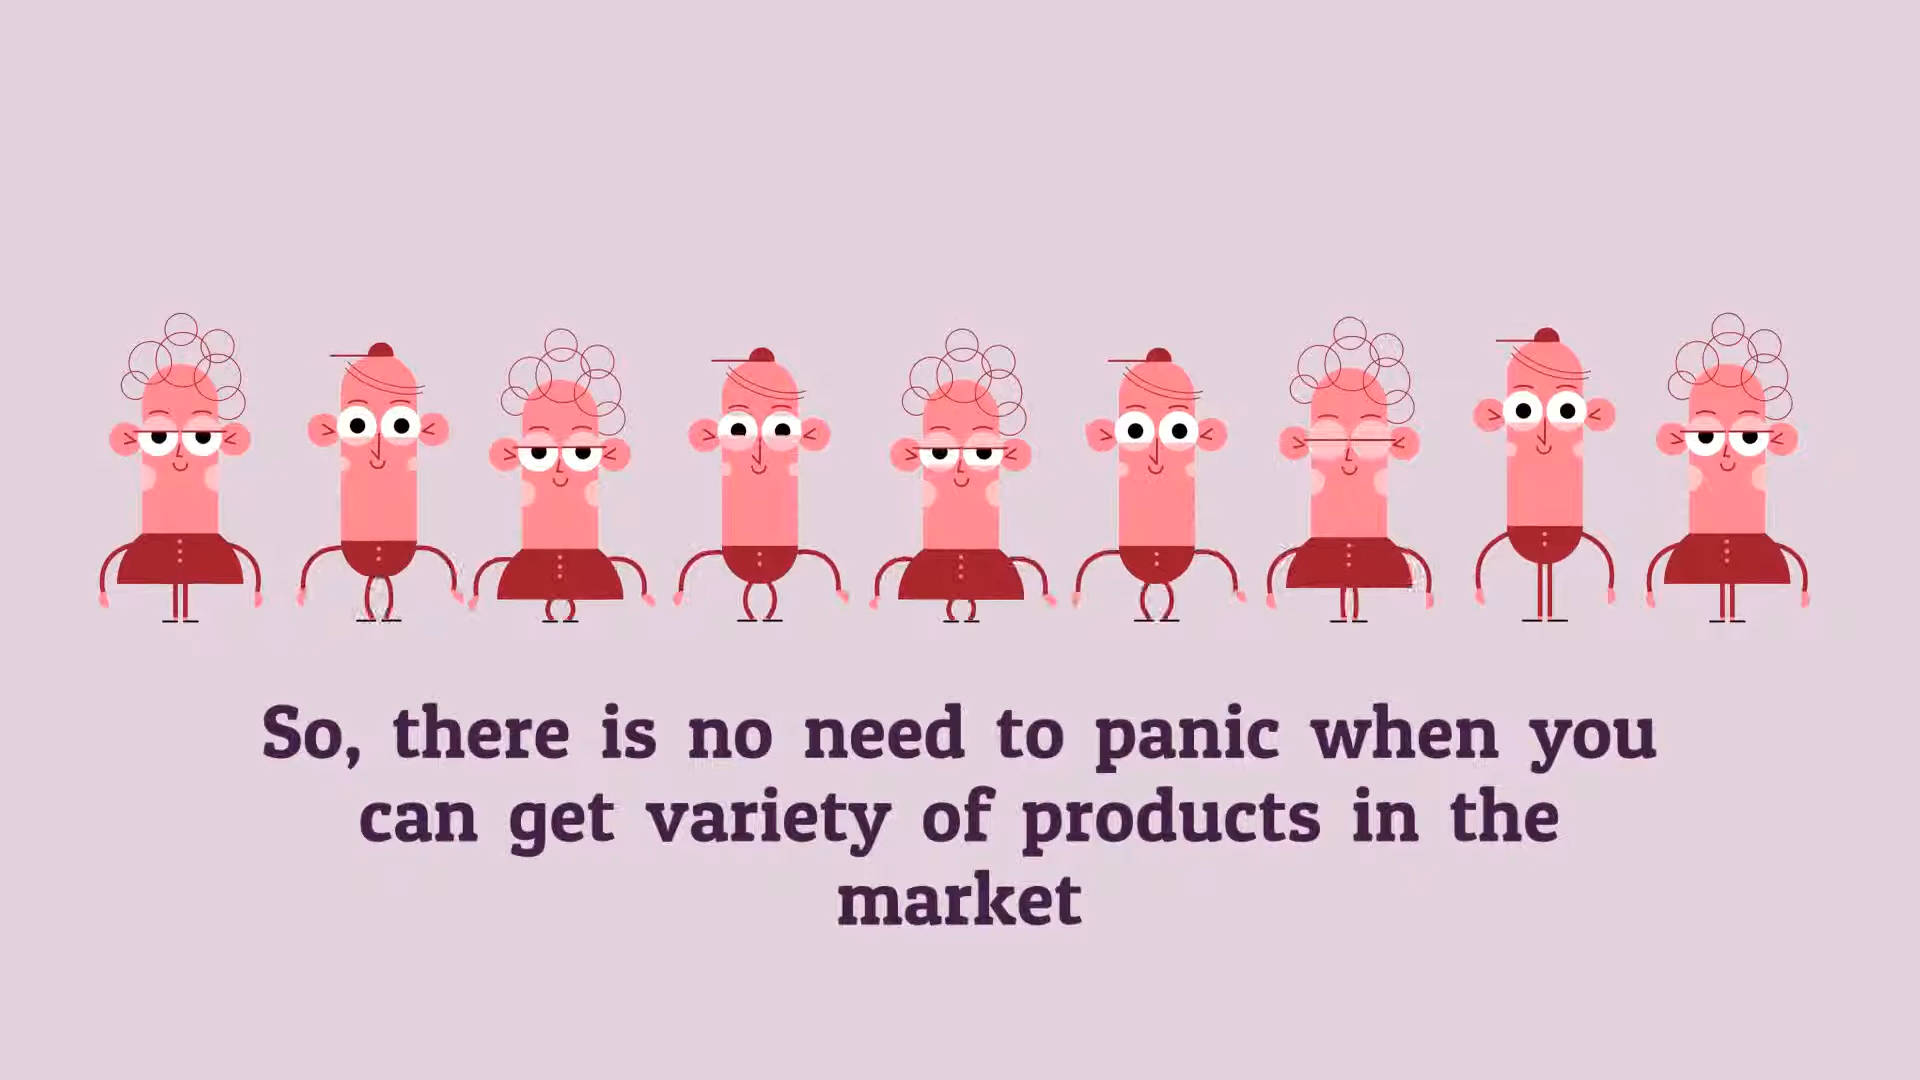 So, there is no need to panic when you
can get variety of products in the
market